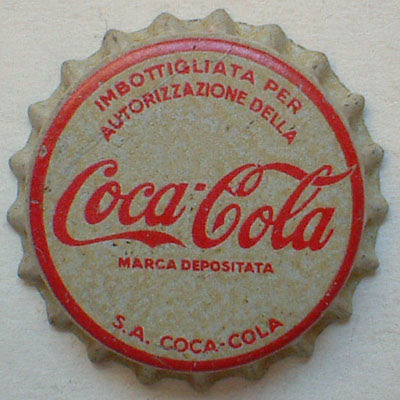 IMBOTTIGLIATA PER
AUTORIZZAZIONE DELLA
Coca-Cola
MARCA DEPOSITATA
S.A. COCA-COLA